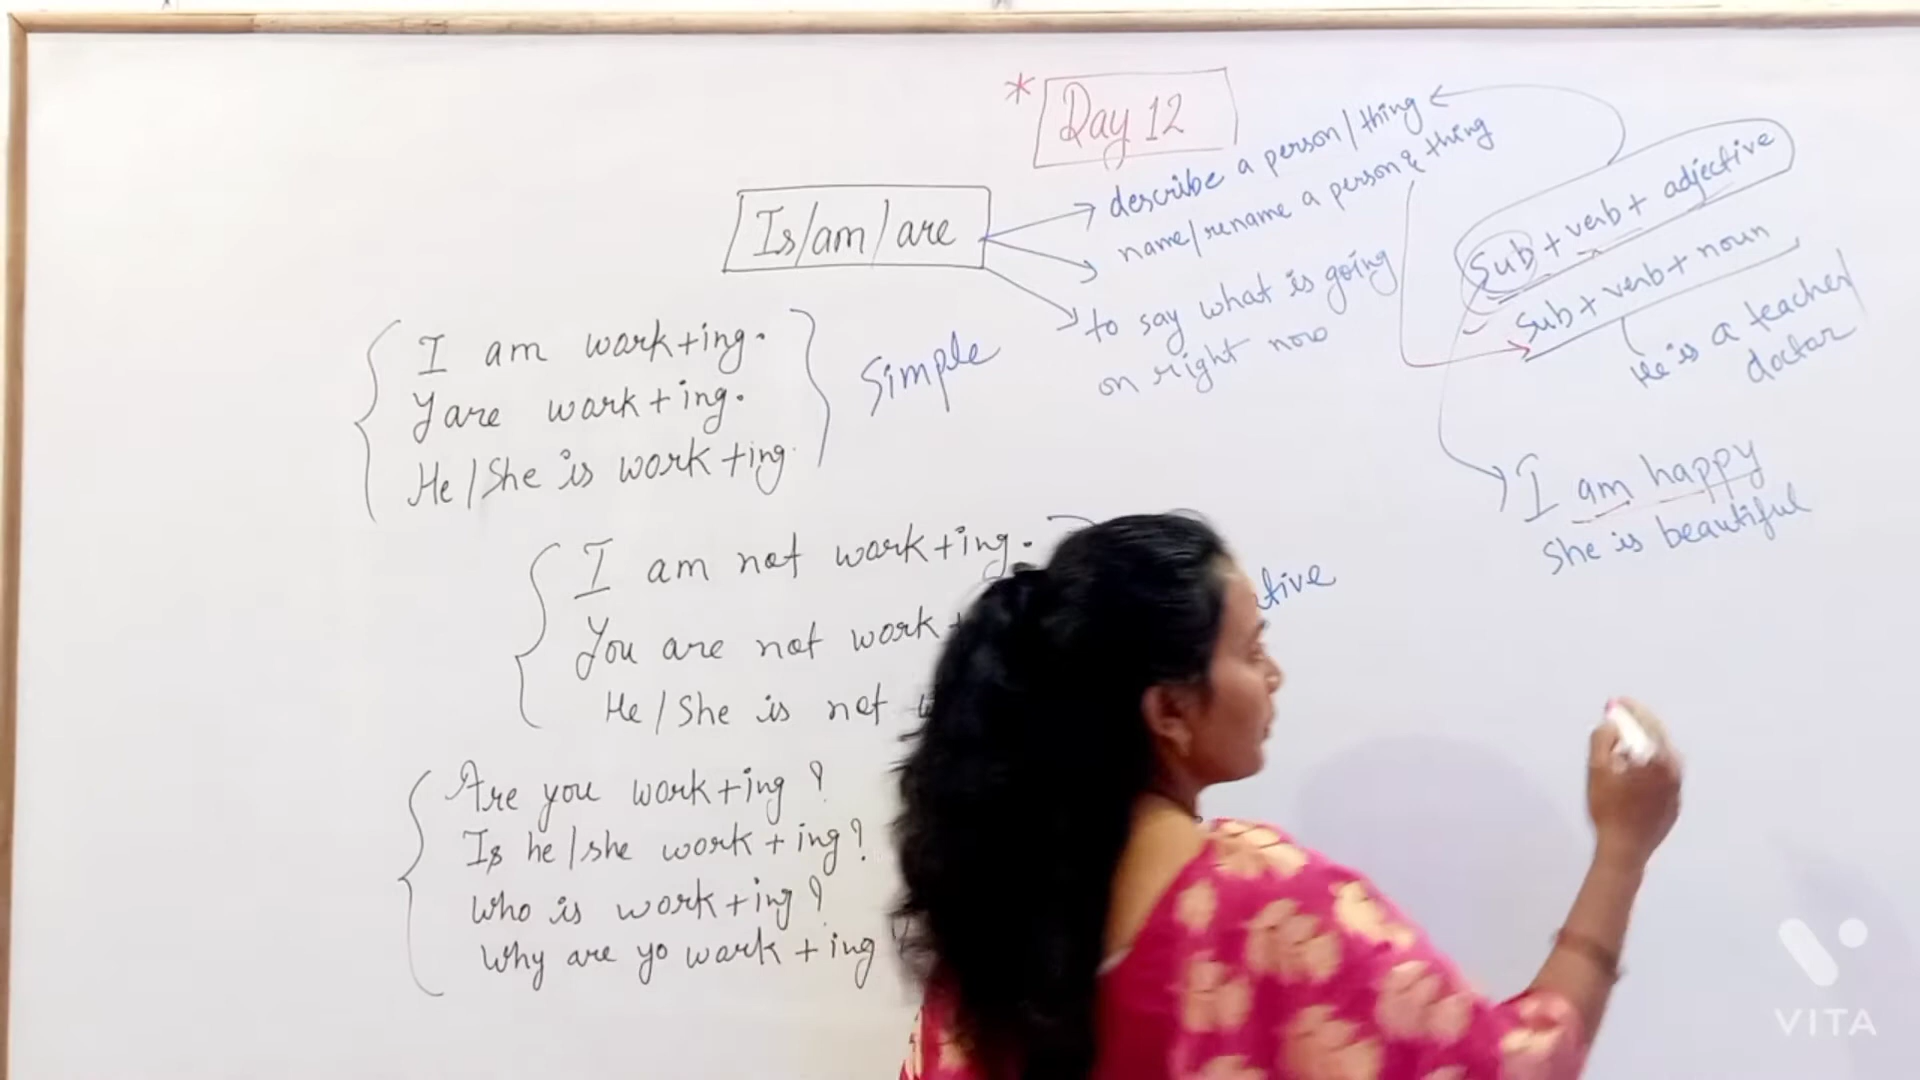 * Day 12
Is/am/are
describe a person/thing
name/rename a person & thing
to say what is going
on right now
Sub + verb + adjective
Sub + verb + noun
He is a teacher
doctor
I am happy
She is beautiful
I am work+ing.
Y are work+ing.
He/She is work+ing.
Simple
I am not work+ing.
You are not work+
He/She is not
tive
Are you work+ing?
Is he/she work+ing?
Who is work+ing?
Why are yo work+ing?
VITA